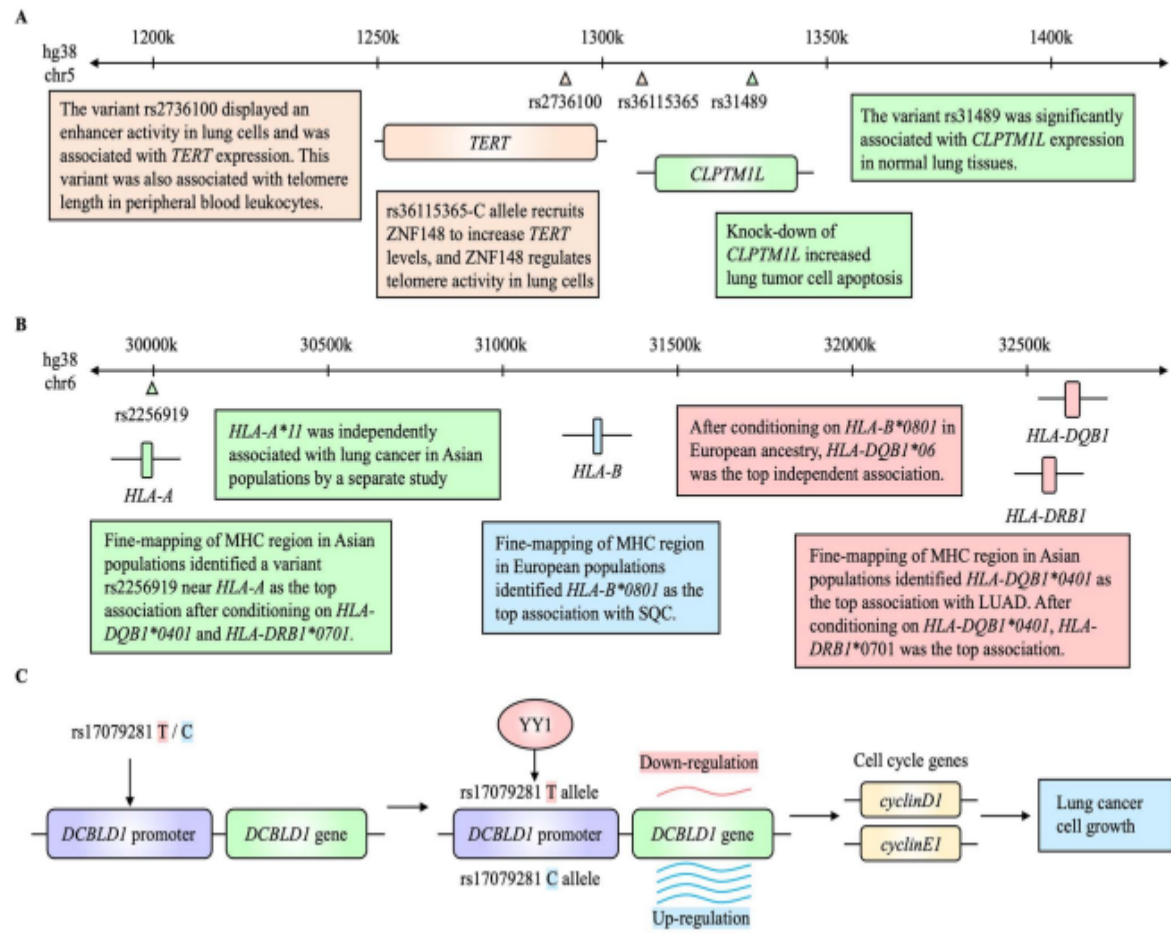 A
1200k 1250k 1300k 1350k 1400k
hg38
chr5
rs2736100 rs36115365 rs31489
The variant rs2736100 displayed an
enhancer activity in lung cells and was
associated with TERT expression. This
variant was also associated with telomere
length in peripheral blood leukocytes.
TERT
CLPTM1L
The variant rs31489 was significantly
associated with CLPTM1L expression
in normal lung tissues.
rs36115365-C allele recruits
ZNF148 to increase TERT
levels, and ZNF148 regulates
telomere activity in lung cells
Knock-down of
CLPTM1L increased
lung tumor cell apoptosis
B
30000k 30500k 31000k 31500k 32000k 32500k
hg38
chr6
rs2256919
HLA-A
HLA-A*11 was independently
associated with lung cancer in Asian
populations by a separate study
HLA-B
After conditioning on HLA-B*0801 in
European ancestry, HLA-DQB1*06
was the top independent association.
HLA-DQB1
HLA-DRB1
Fine-mapping of MHC region in Asian
populations identified a variant
rs2256919 near HLA-A as the top
association after conditioning on HLA-
DQB1*0401 and HLA-DRB1*0701.
Fine-mapping of MHC region
in European populations
identified HLA-B*0801 as the
top association with SQC.
Fine-mapping of MHC region in Asian
populations identified HLA-DQB1*0401 as
the top association with LUAD. After
conditioning on HLA-DQB1*0401, HLA-
DRB1*0701 was the top association.
C
rs17079281 T / C
DCBLD1 promoter
DCBLD1 gene
YY1
rs17079281 T allele
DCBLD1 promoter
rs17079281 C allele
Down-regulation
DCBLD1 gene
Up-regulation
Cell cycle genes
cyclinD1
cyclinE1
Lung cancer
cell growth